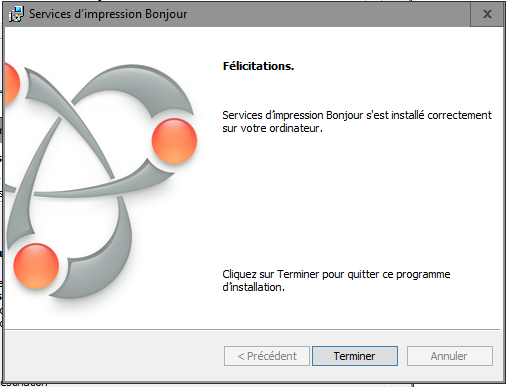 Services d'impression Bonjour
Félicitations.
Services d'impression Bonjour s'est installé correctement
sur votre ordinateur.
Cliquez sur Terminer pour quitter ce programme
d'installation.
< Précédent
Terminer
Annuler